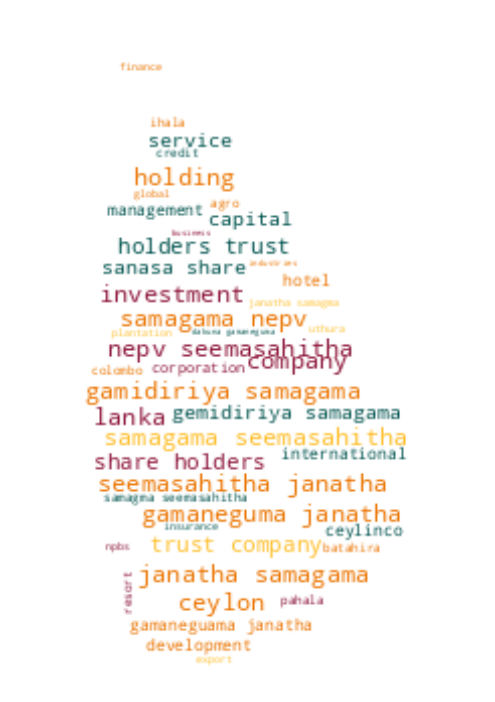 finance
ihala
service
credit
holding
global
agro
management
capital
business
holders trust
sanasa share
industries
hotel
investment
janatha samagma
samagama nepv
uthura
plantation
dakuna gamaneguma
nepv seemasahitha
company
colombo
corporation
gamidiriya samagama
lanka
gemidiriya samagama
samagama seemasahitha
share holders
international
seemasahitha janatha
samagma seemasahitha
gamaneguma janatha
insurance
ceylinco
trust company
npbs
batahira
janatha samagama
resort
ceylon
pahala
gamaneguama janatha
development
export